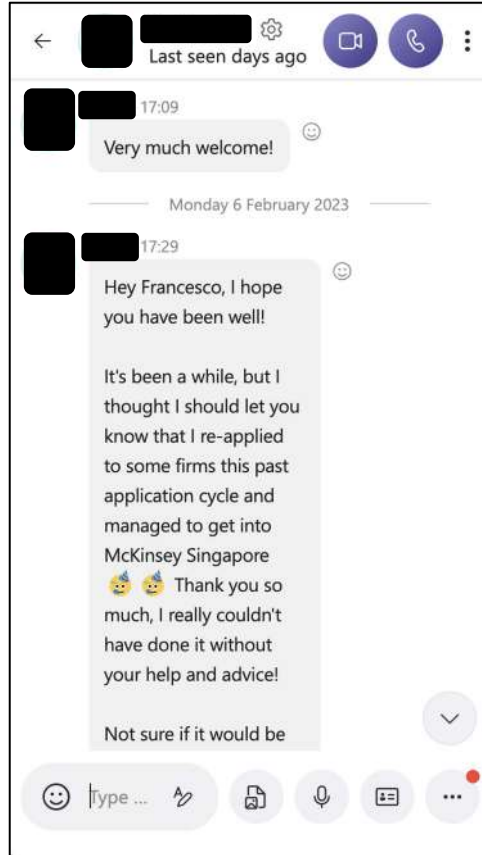 Last seen days ago
17:09
Very much welcome!
Monday 6 February 2023
17:29
Hey Francesco, I hope
you have been well!
It's been a while, but I
thought I should let you
know that I re-applied
to some firms this past
application cycle and
managed to get into
McKinsey Singapore
🥳 🥳 Thank you so
much, I really couldn't
have done it without
your help and advice!
Not sure if it would be
Type ...